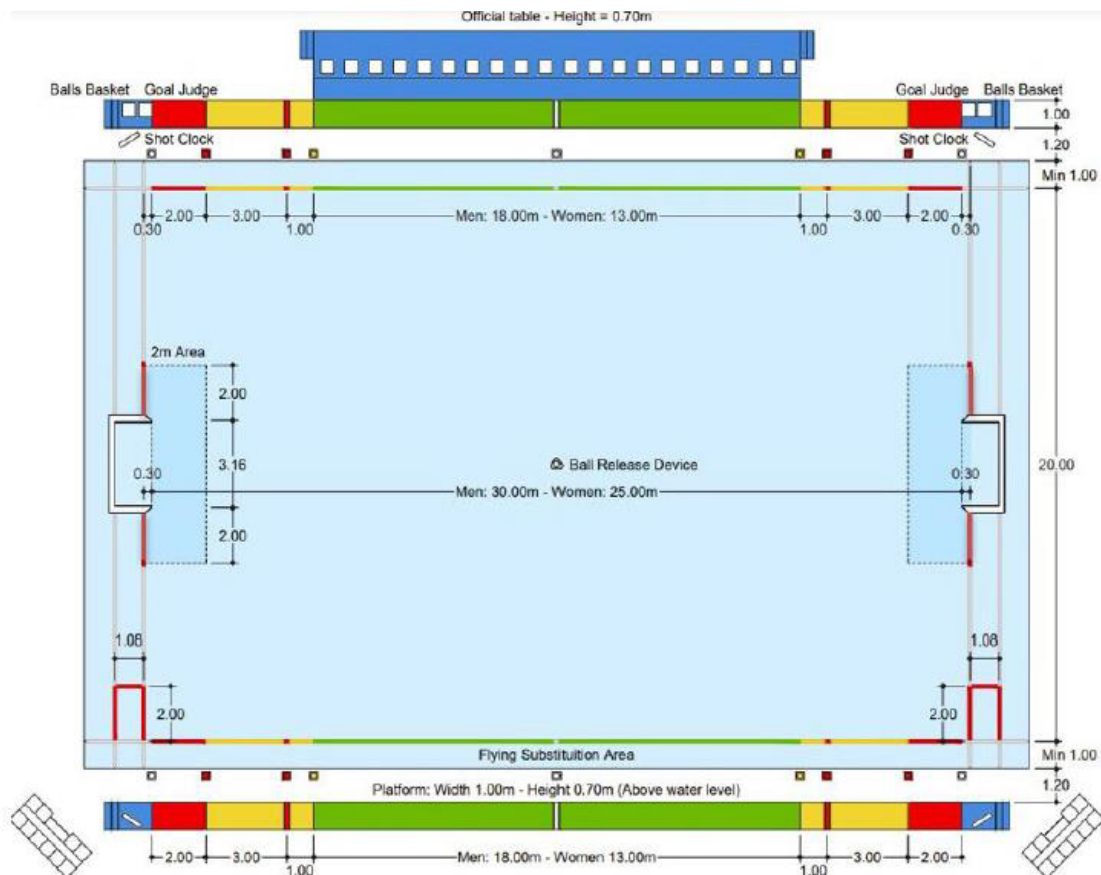 Official table - Height = 0.70m
Balls Basket
Goal Judge
Goal Judge
Balls Basket
1.00
Shot Clock
Shot Clock
1.20
Min 1.00
2.00
3.00
Men: 18.00m - Women: 13.00m
3.00
2.00
0.30
1.00
1.00
0.30
2m Area
2.00
3.16
0.30
Ball Release Device
0.30
20.00
Men: 30.00m - Women: 25.00m
2.00
1.08
1.08
2.00
2.00
Flying Substituition Area
Min 1.00
Platform: Width 1.00m - Height 0.70m (Above water level)
1.20
2.00
3.00
Men: 18.00m - Women 13.00m
3.00
2.00
1.00
1.00